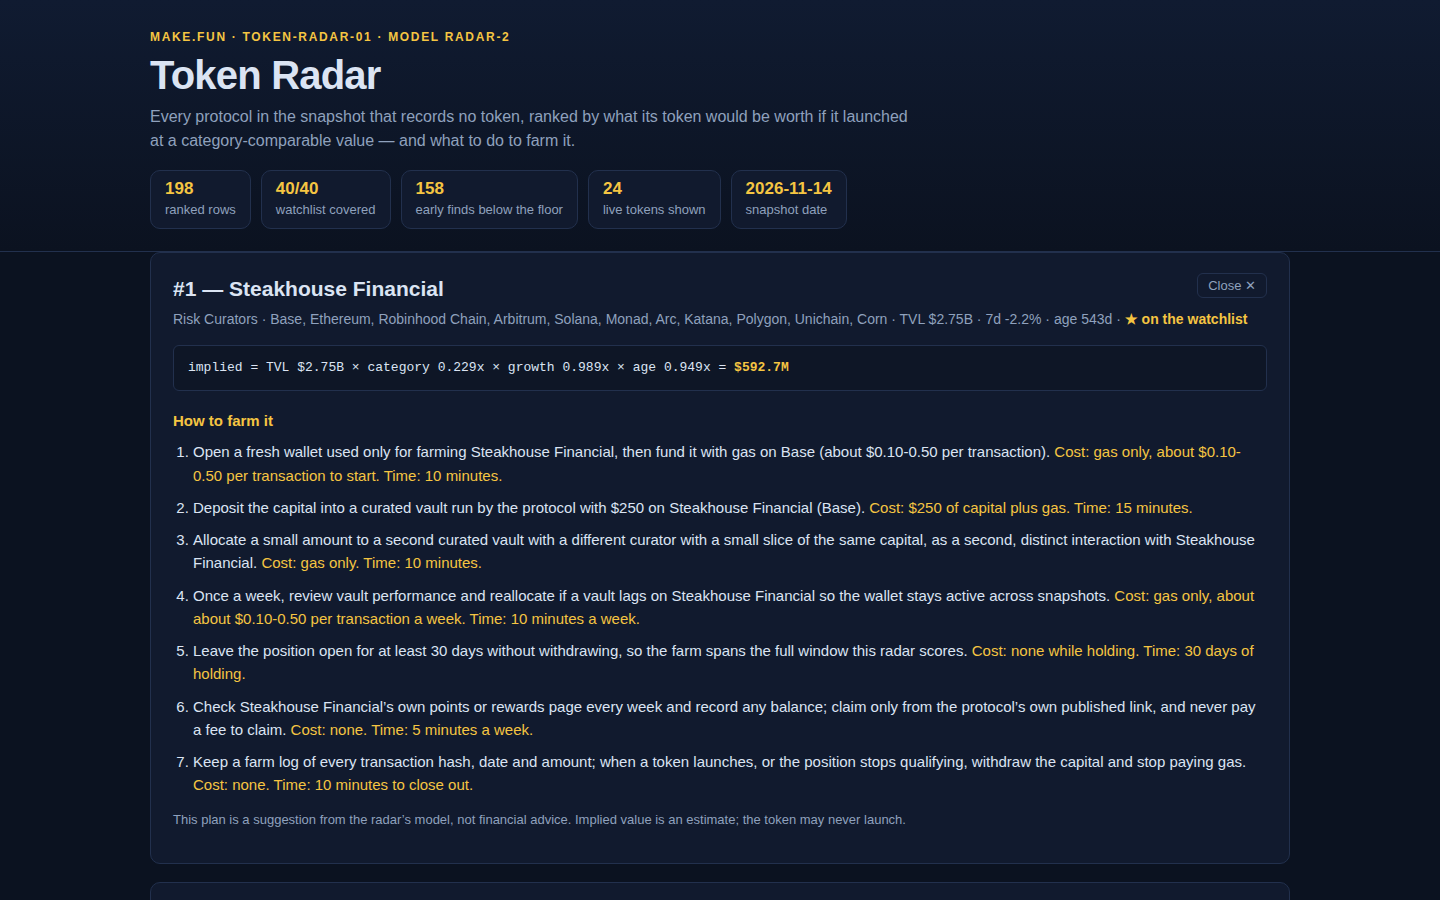 MAKE.FUN · TOKEN-RADAR-01 · MODEL RADAR-2
Token Radar
Every protocol in the snapshot that records no token, ranked by what its token would be worth if it launched
at a category-comparable value — and what to do to farm it.
198
ranked rows
40/40
watchlist covered
158
early finds below the floor
24
live tokens shown
2026-11-14
snapshot date
#1 — Steakhouse Financial
Close ✕
Risk Curators · Base, Ethereum, Robinhood Chain, Arbitrum, Solana, Monad, Arc, Katana, Polygon, Unichain, Corn · TVL $2.75B · 7d -2.2% · age 543d · ★ on the watchlist
implied = TVL $2.75B × category 0.229x × growth 0.989x × age 0.949x = $592.7M
How to farm it
1. Open a fresh wallet used only for farming Steakhouse Financial, then fund it with gas on Base (about $0.10-0.50 per transaction). Cost: gas only, about $0.10-
0.50 per transaction to start. Time: 10 minutes.
2. Deposit the capital into a curated vault run by the protocol with $250 on Steakhouse Financial (Base). Cost: $250 of capital plus gas. Time: 15 minutes.
3. Allocate a small amount to a second curated vault with a different curator with a small slice of the same capital, as a second, distinct interaction with Steakhouse
Financial. Cost: gas only. Time: 10 minutes.
4. Once a week, review vault performance and reallocate if a vault lags on Steakhouse Financial so the wallet stays active across snapshots. Cost: gas only, about
about $0.10-0.50 per transaction a week. Time: 10 minutes a week.
5. Leave the position open for at least 30 days without withdrawing, so the farm spans the full window this radar scores. Cost: none while holding. Time: 30 days of
holding.
6. Check Steakhouse Financial’s own points or rewards page every week and record any balance; claim only from the protocol’s own published link, and never pay
a fee to claim. Cost: none. Time: 5 minutes a week.
7. Keep a farm log of every transaction hash, date and amount; when a token launches, or the position stops qualifying, withdraw the capital and stop paying gas.
Cost: none. Time: 10 minutes to close out.
This plan is a suggestion from the radar’s model, not financial advice. Implied value is an estimate; the token may never launch.